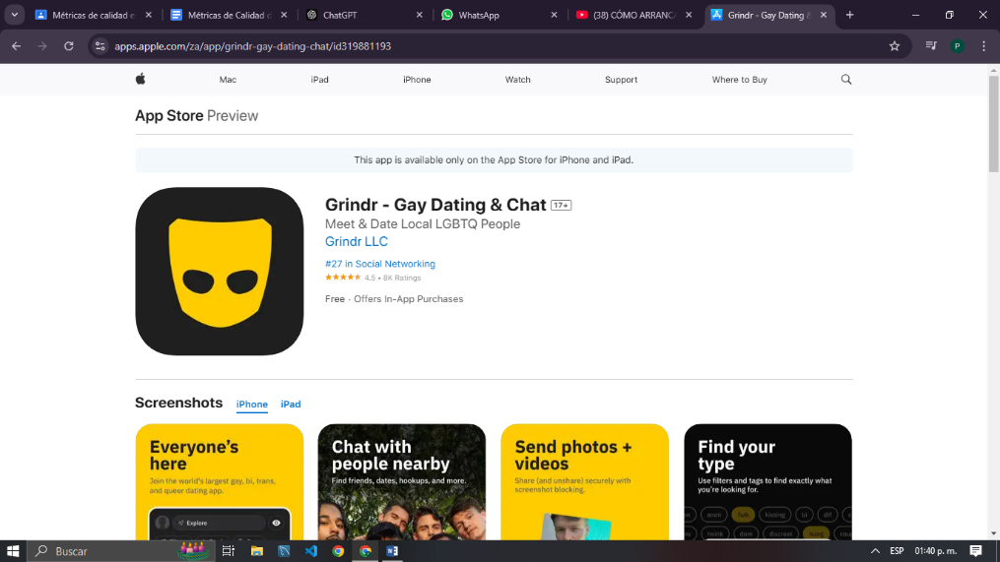 Métricas de calidad e
Métricas de Calidad d
ChatGPT
WhatsApp
(38) CÓMO ARRANCA
Grindr - Gay Dating &
apps.apple.com/za/app/grindr-gay-dating-chat/id319881193
P
Mac
iPad
iPhone
Watch
Support
Where to Buy
App Store Preview
This app is available only on the App Store for iPhone and iPad.
Grindr - Gay Dating & Chat 17+
Meet & Date Local LGBTQ People
Grindr LLC
#27 in Social Networking
4.5 • 8K Ratings
Free · Offers In-App Purchases
Screenshots iPhone iPad
Everyone's
here
Join the world's largest gay, bi, trans,
and queer dating app.
Explore
Chat with
people nearby
Find friends, dates, hookups, and more.
Send photos +
videos
Share (and unshare) securely with
screenshot blocking.
Find your
type
Use filters and tags to find exactly what
you're looking for.
kissing bi dtf
twink dom discreet hung
Buscar
ESP
01:40 p. m.